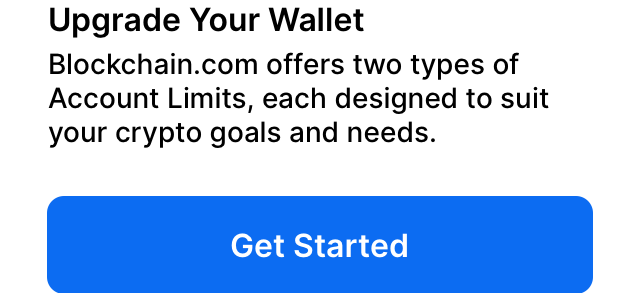 Upgrade Your Wallet
Blockchain.com offers two types of
Account Limits, each designed to suit
your crypto goals and needs.
Get Started